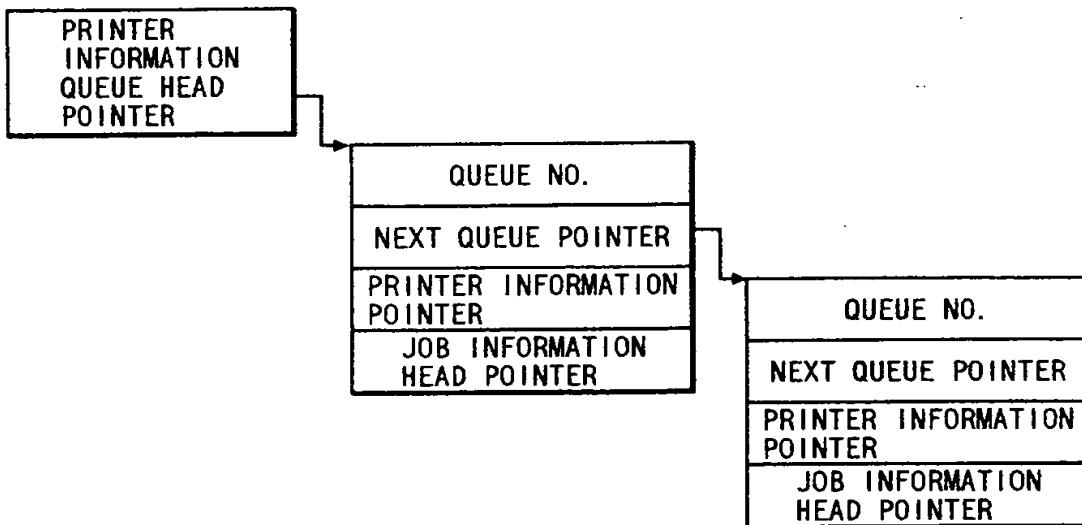 PRINTER
INFORMATION
QUEUE HEAD
POINTER
QUEUE NO.
NEXT QUEUE POINTER
PRINTER INFORMATION
POINTER
JOB INFORMATION
HEAD POINTER
QUEUE NO.
NEXT QUEUE POINTER
PRINTER INFORMATION
POINTER
JOB INFORMATION
HEAD POINTER